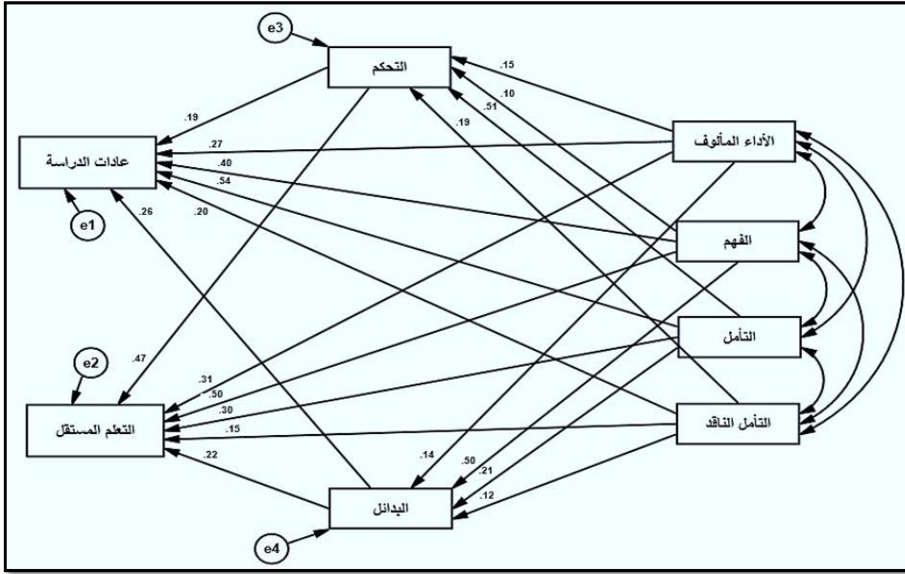 e3
التحكم
.15
.10
.51
.19
.19
الأداء المألوف
عادات الدراسة
.27
.40
.54
.20
e1
.26
الفهم
التأمل
e2
.47
.31
-.50
.30
.15
التعلم المستقل
التأمل الناقد
.22
.14
.50
.21
.12
البدائل
e4